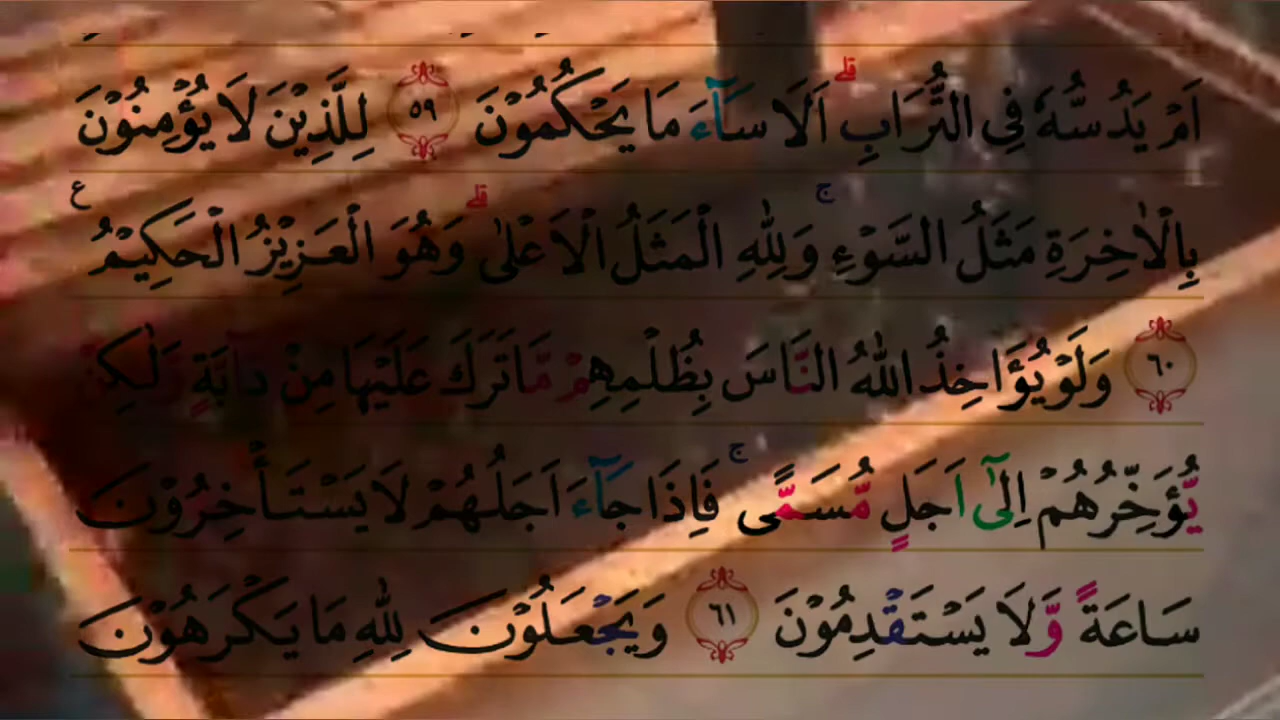 اَمْ يَدُسُّهٗ فِى التُّرَابِؕ اَلَا سَآءَ مَا يَحْكُمُوْنَ ۝٥٩ لِلَّذِيْنَ لَا يُؤْمِنُوْنَ
بِالْاٰخِرَةِ مَثَلُ السَّوْءِۚ وَلِلّٰهِ الْمَثَلُ الْاَعْلٰىؕ وَهُوَ الْعَزِيْزُ الْحَكِيْمُ ع
۝٦٠ وَلَوْ يُؤَاخِذُ اللّٰهُ النَّاسَ بِظُلْمِهِمْ مَّا تَرَكَ عَلَيْهَا مِنْ دَآبَّةٍ وَّلٰكِنْ
يُّؤَخِّرُهُمْ اِلٰٓى اَجَلٍ مُّسَمًّىۚ فَاِذَا جَآءَ اَجَلُهُمْ لَا يَسْتَأْخِرُوْنَ
سَاعَةً وَّلَا يَسْتَقْدِمُوْنَ ۝٦١ وَيَجْعَلُوْنَ لِلّٰهِ مَا يَكْرَهُوْنَ